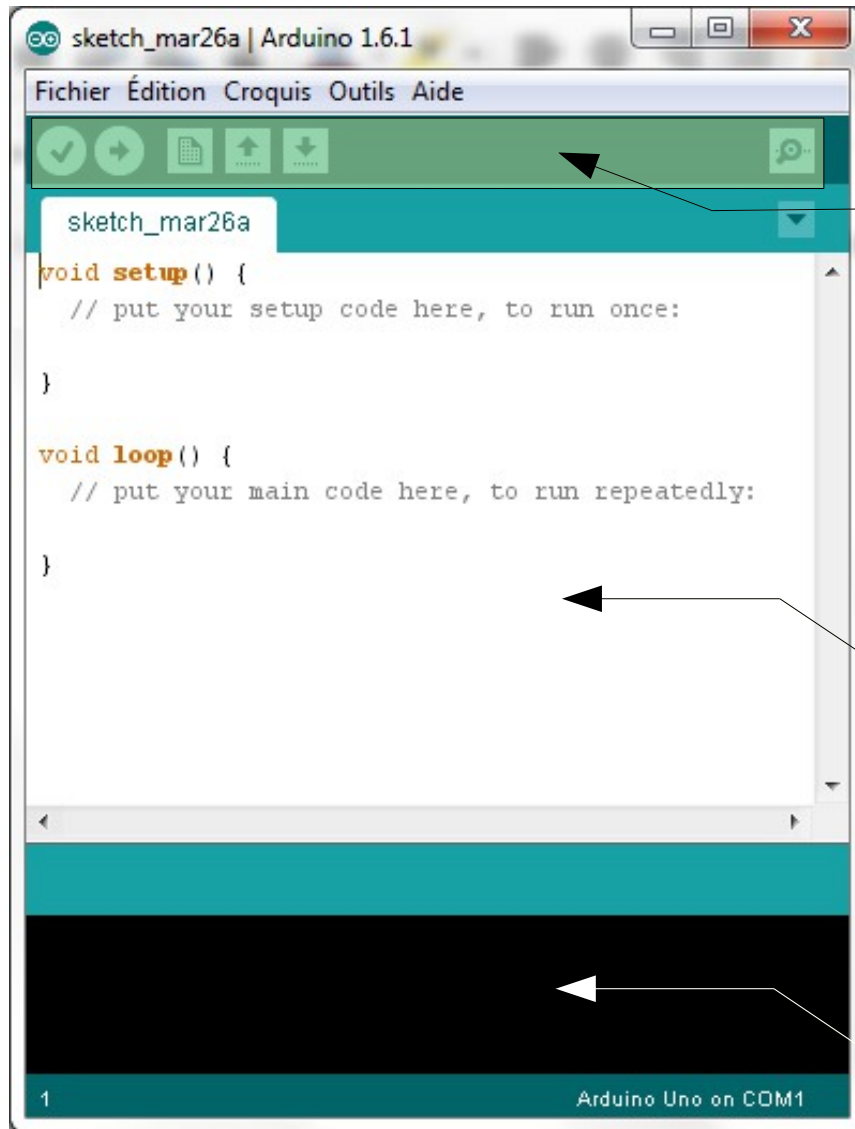 sketch_mar26a | Arduino 1.6.1
Fichier Édition Croquis Outils Aide
sketch_mar26a
void setup() {
// put your setup code here, to run once:
}
void loop() {
// put your main code here, to run repeatedly:
}
1 Arduino Uno on COM1